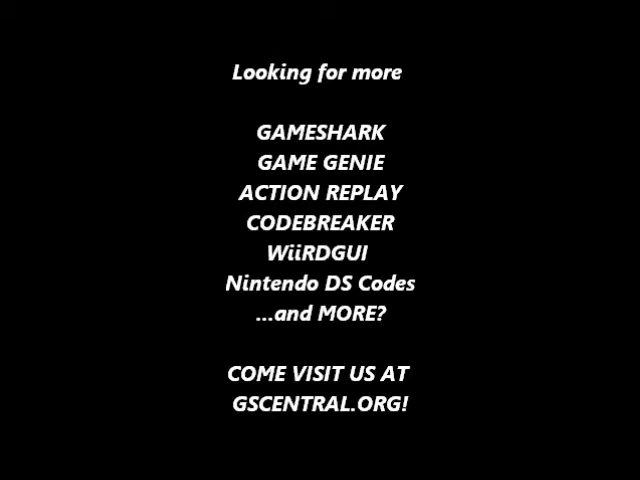 Looking for more
GAMESHARK
GAME GENIE
ACTION REPLAY
CODEBREAKER
WiiRDGUI
Nintendo DS Codes
...and MORE?
COME VISIT US AT
GSCENTRAL.ORG!